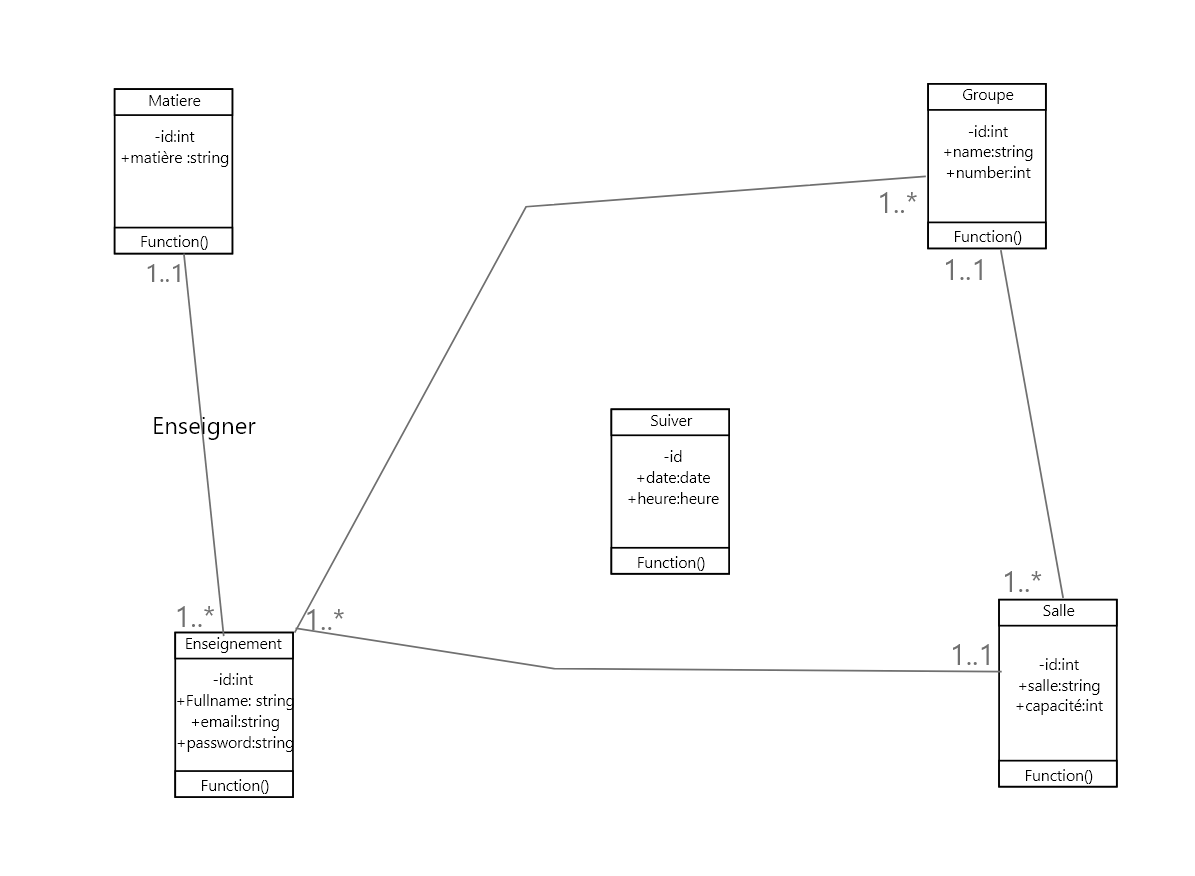 Matiere
-id:int
+matière :string
Function()
1..1
Groupe
-id:int
+name:string
+number:int
Function()
1..*
1..1
Enseigner
Suiver
-id
+date:date
+heure:heure
Function()
1..*
1..*
Enseignement
-id:int
+Fullname: string
+email:string
+password:string
Function()
1..*
1..1
Salle
-id:int
+salle:string
+capacité:int
Function()